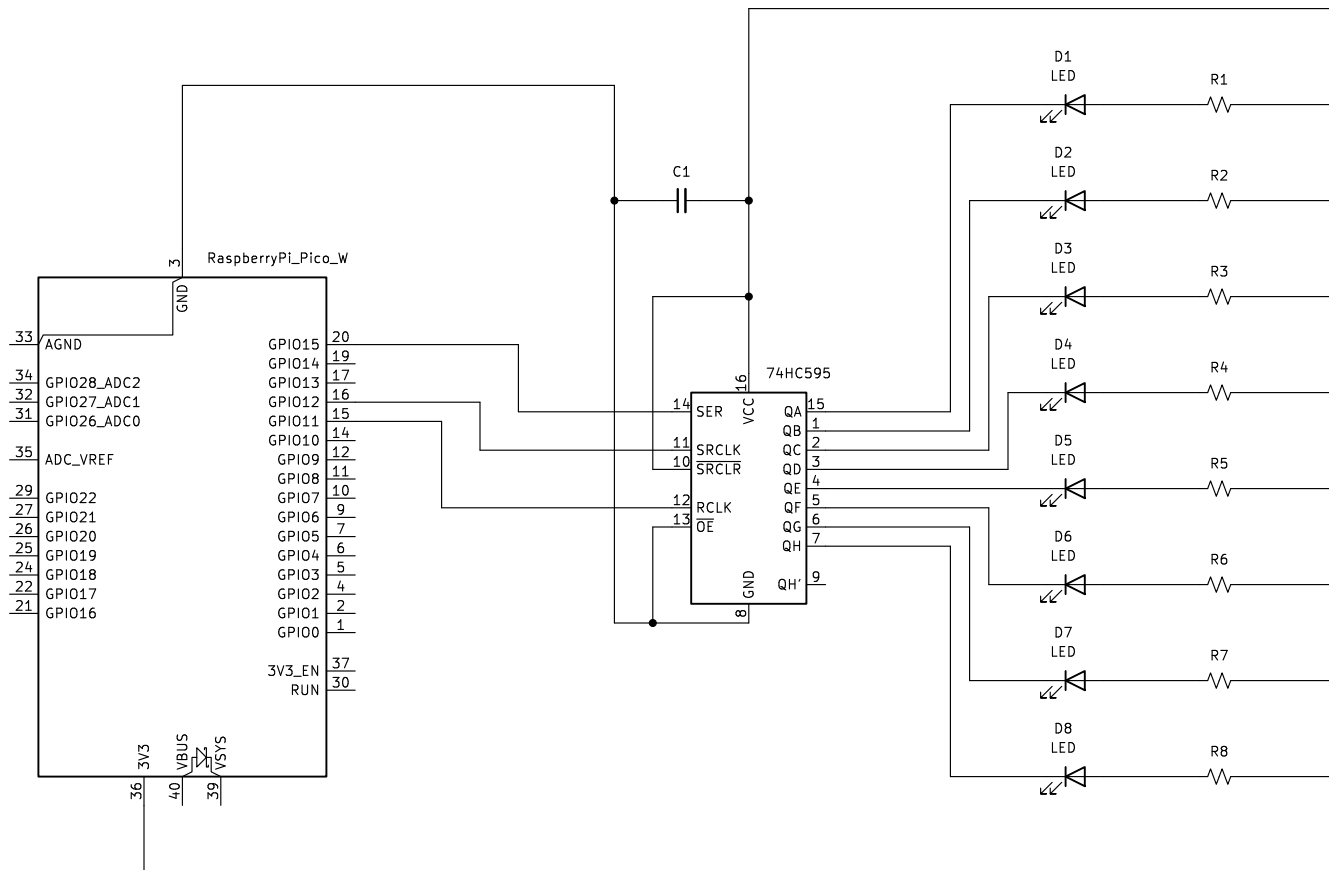 RaspberryPi_Pico_W
3
GND
33 AGND
34 GPIO28_ADC2
32 GPIO27_ADC1
31 GPIO26_ADC0
35 ADC_VREF
29 GPIO22
27 GPIO21
26 GPIO20
25 GPIO19
24 GPIO18
22 GPIO17
21 GPIO16
GPIO15 20
GPIO14 19
GPIO13 17
GPIO12 16
GPIO11 15
GPIO10 14
GPIO9 12
GPIO8 11
GPIO7 10
GPIO6 9
GPIO5 7
GPIO4 6
GPIO3 5
GPIO2 4
GPIO1 2
GPIO0 1
3V3_EN 37
RUN 30
3V3
VBUS
VSYS
36
40
39
C1
74HC595
16
VCC
14 SER
11 SRCLK
10 SRCLR
12 RCLK
13 OE
QA 15
QB 1
QC 2
QD 3
QE 4
QF 5
QG 6
QH 7
QH' 9
GND
8
D1
LED
R1
D2
LED
R2
D3
LED
R3
D4
LED
R4
D5
LED
R5
D6
LED
R6
D7
LED
R7
D8
LED
R8